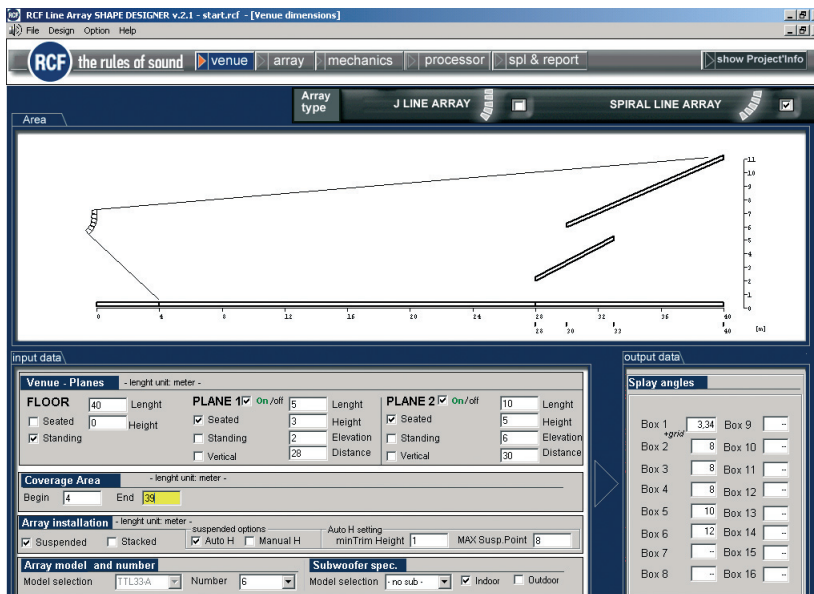 RCF Line Array SHAPE DESIGNER v.2.1 - start.rcf - [Venue dimensions]
File Design Option Help
RCF the rules of sound venue array mechanics processor spl & report show Project'Info
Array type J LINE ARRAY SPIRAL LINE ARRAY
Area
11
10
9
8
7
6
5
4
3
2
1
0
0 4 8 12 16 20 24 28 32 36 40
[m]
input data
Venue - Planes - lenght unit: meter -
FLOOR 40 Lenght
Seated 0 Height
Standing
PLANE 1 On/off 5 Lenght
Seated 3 Height
Standing 2 Elevation
Vertical 28 Distance
PLANE 2 On/off 10 Lenght
Seated 5 Height
Standing 6 Elevation
Vertical 30 Distance
Coverage Area - lenght unit: meter -
Begin 4 End 39
Array installation - lenght unit: meter -
suspended options Auto H setting
Suspended Stacked Auto H Manual H minTrim Height 1 MAX Susp.Point 8
Array model and number
Model selection TTL33-A Number 6
Subwoofer spec.
Model selection - no sub - Indoor Outdoor
output data
Splay angles
Box 1 3,34 Box 9 --
+grid
Box 2 8 Box 10 --
Box 3 8 Box 11 --
Box 4 8 Box 12 --
Box 5 10 Box 13 --
Box 6 12 Box 14 --
Box 7 -- Box 15 --
Box 8 -- Box 16 --